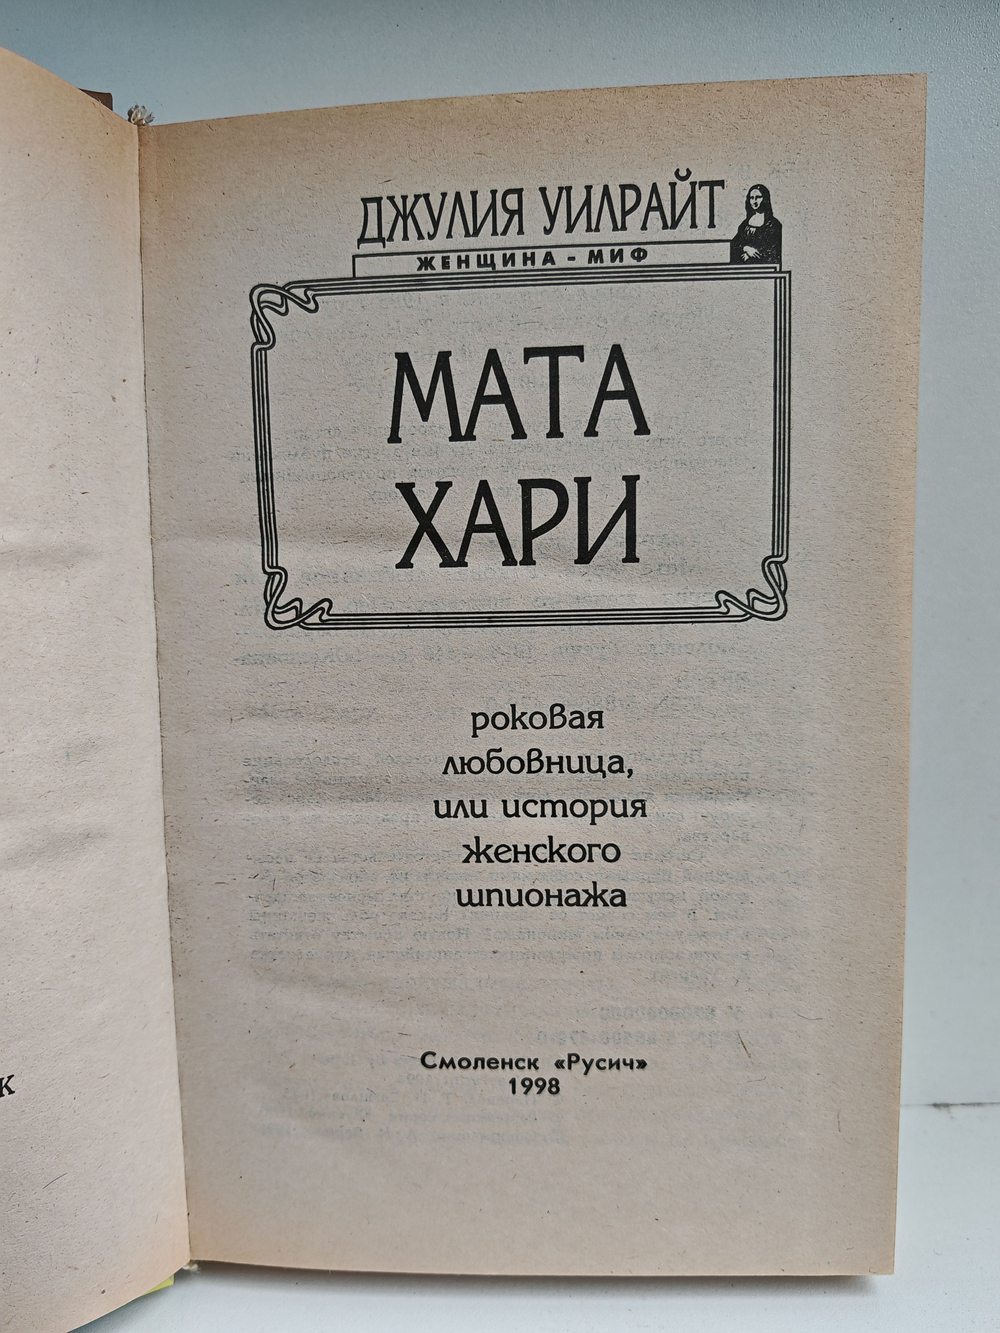 ДЖУЛИЯ УИЛРАЙТ
ЖЕНЩИНА - МИФ
МАТА
ХАРИ
роковая
любовница,
или история
женского
шпионажа
Смоленск «Русич»
1998
к